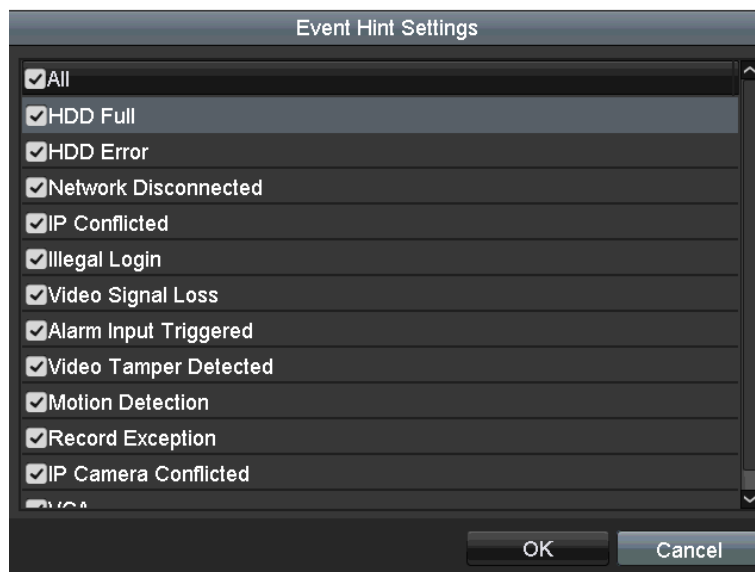 Event Hint Settings
All
HDD Full
HDD Error
Network Disconnected
IP Conflicted
Illegal Login
Video Signal Loss
Alarm Input Triggered
Video Tamper Detected
Motion Detection
Record Exception
IP Camera Conflicted
VCA
OK
Cancel